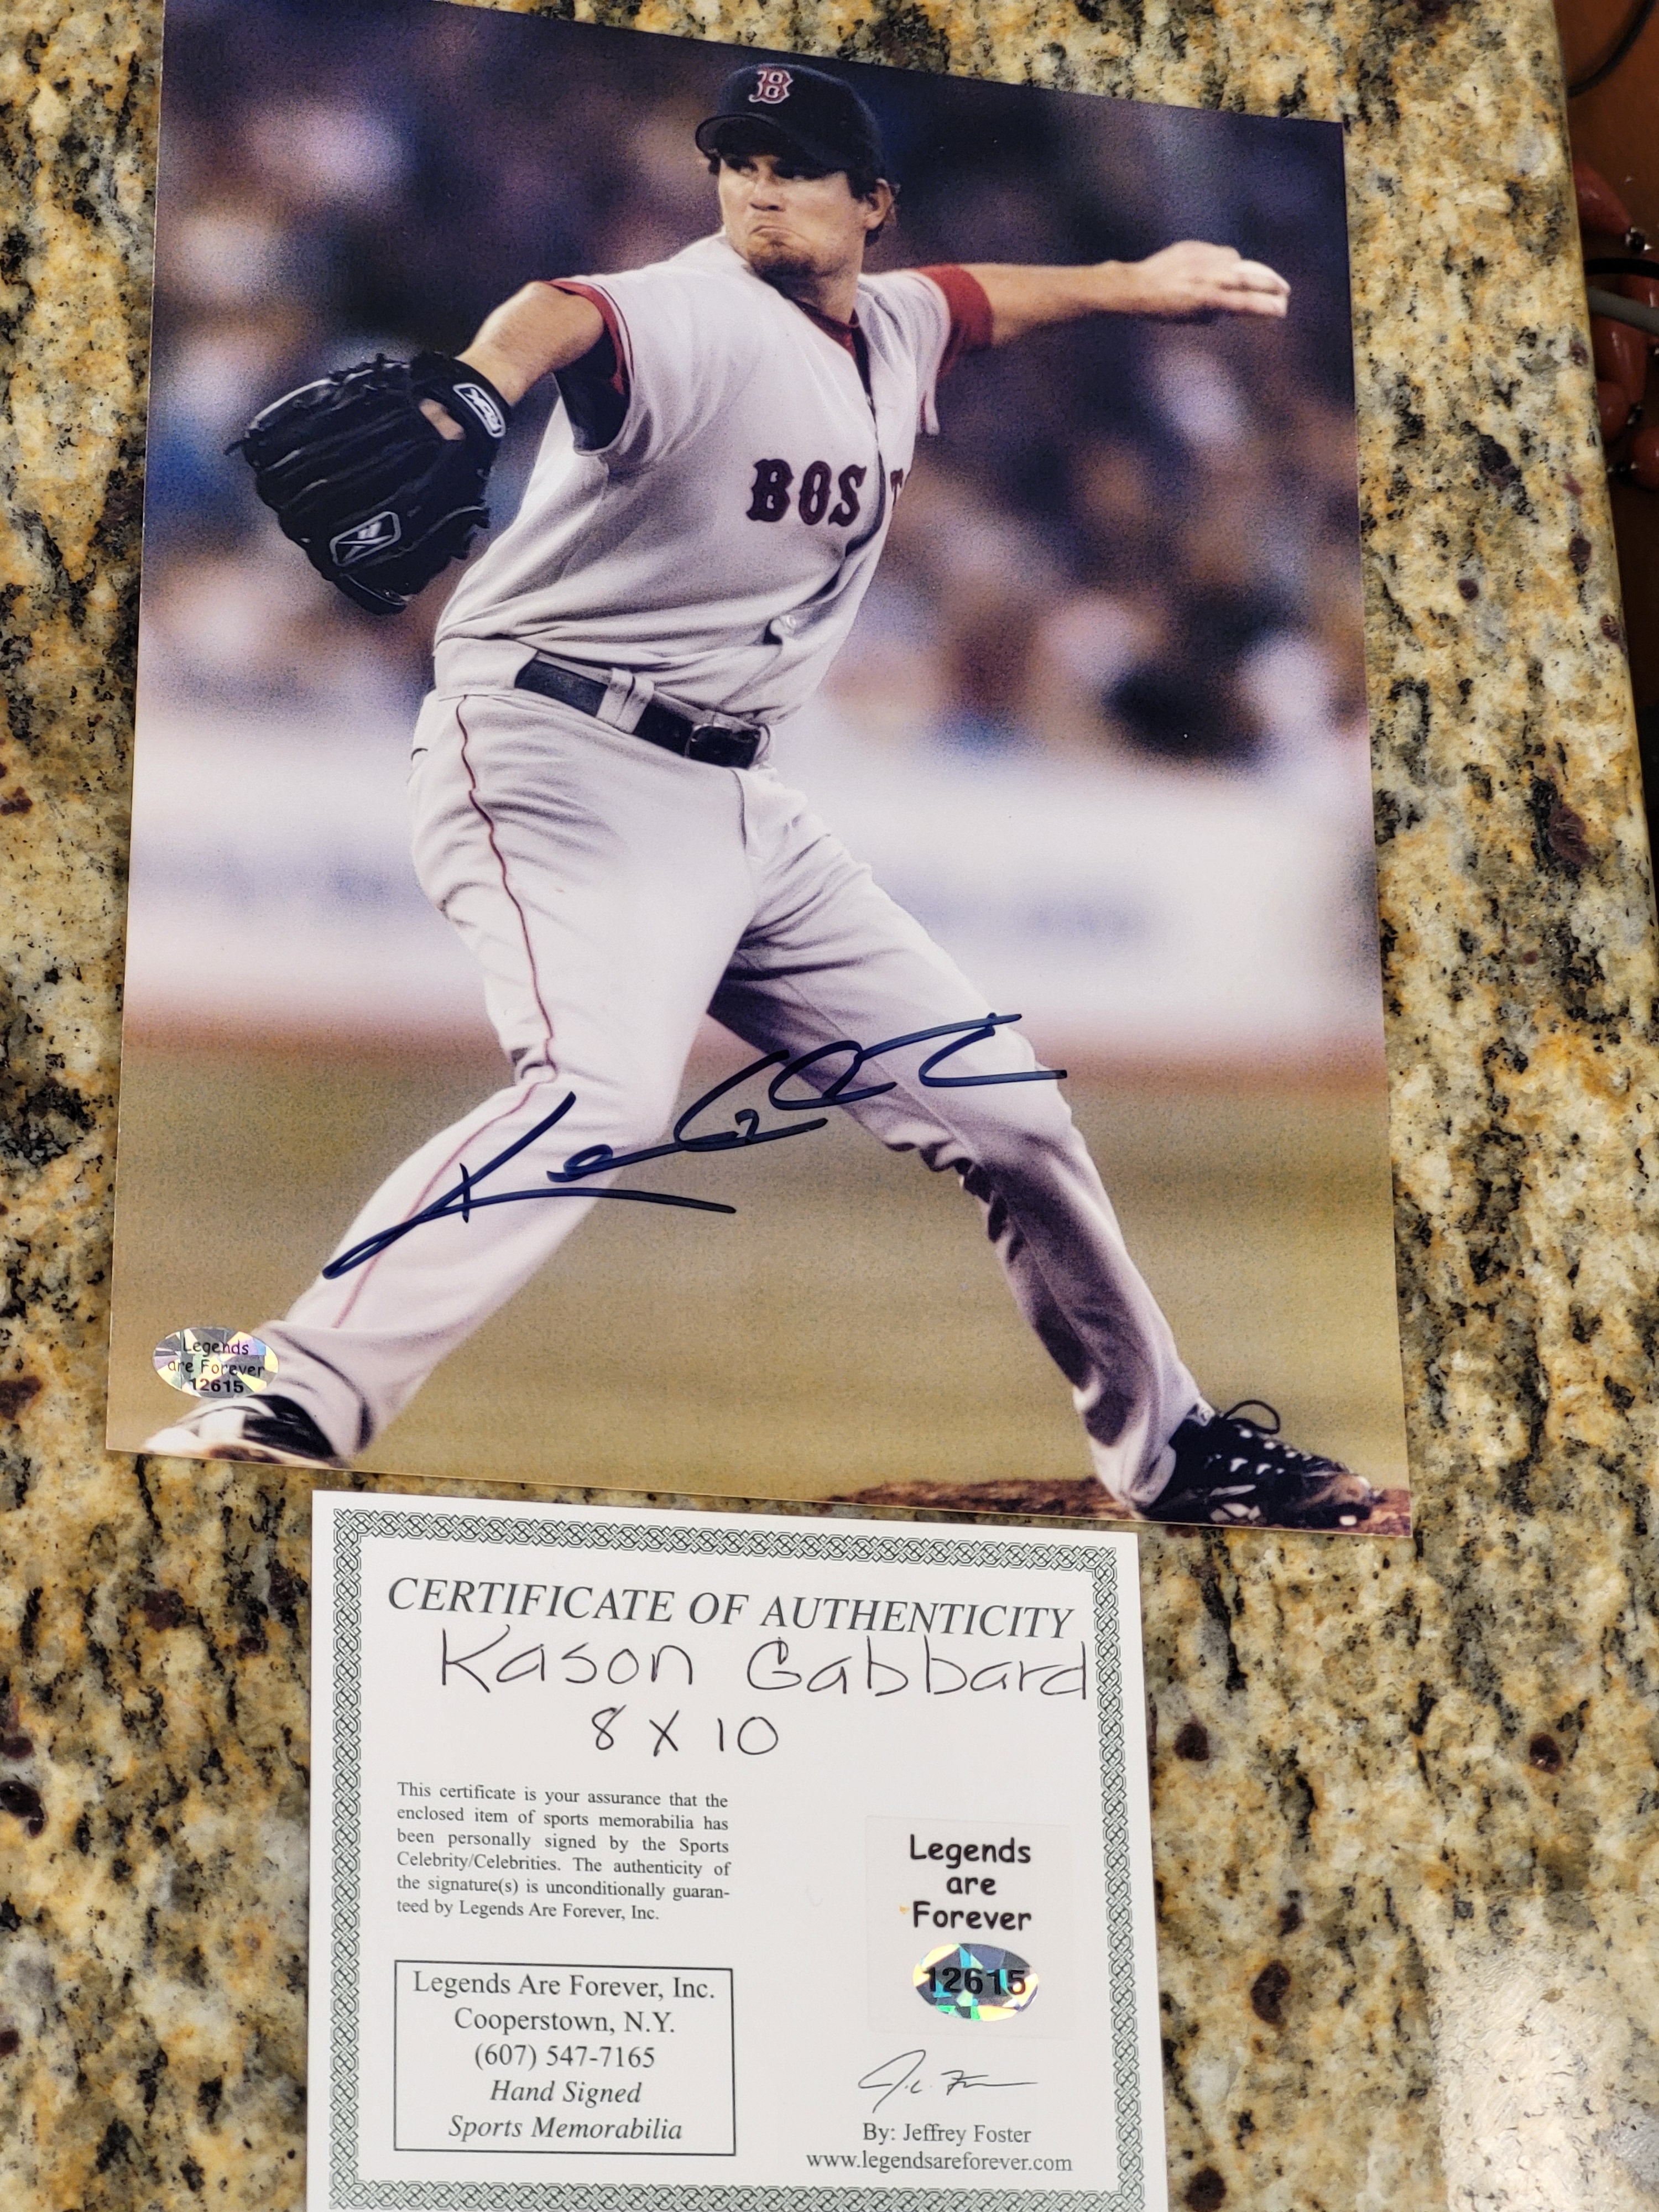 B
BOST
Legends
are Forever
12615
CERTIFICATE OF AUTHENTICITY
Kason Gabbard
8 X 10
This certificate is your assurance that the
enclosed item of sports memorabilia has
been personally signed by the Sports
Celebrity/Celebrities. The authenticity of
the signature(s) is unconditionally guaran-
teed by Legends Are Forever, Inc.
Legends Are Forever, Inc.
Cooperstown, N.Y.
(607) 547-7165
Hand Signed
Sports Memorabilia
Legends
are
Forever
12615
By: Jeffrey Foster
www.legendsareforever.com